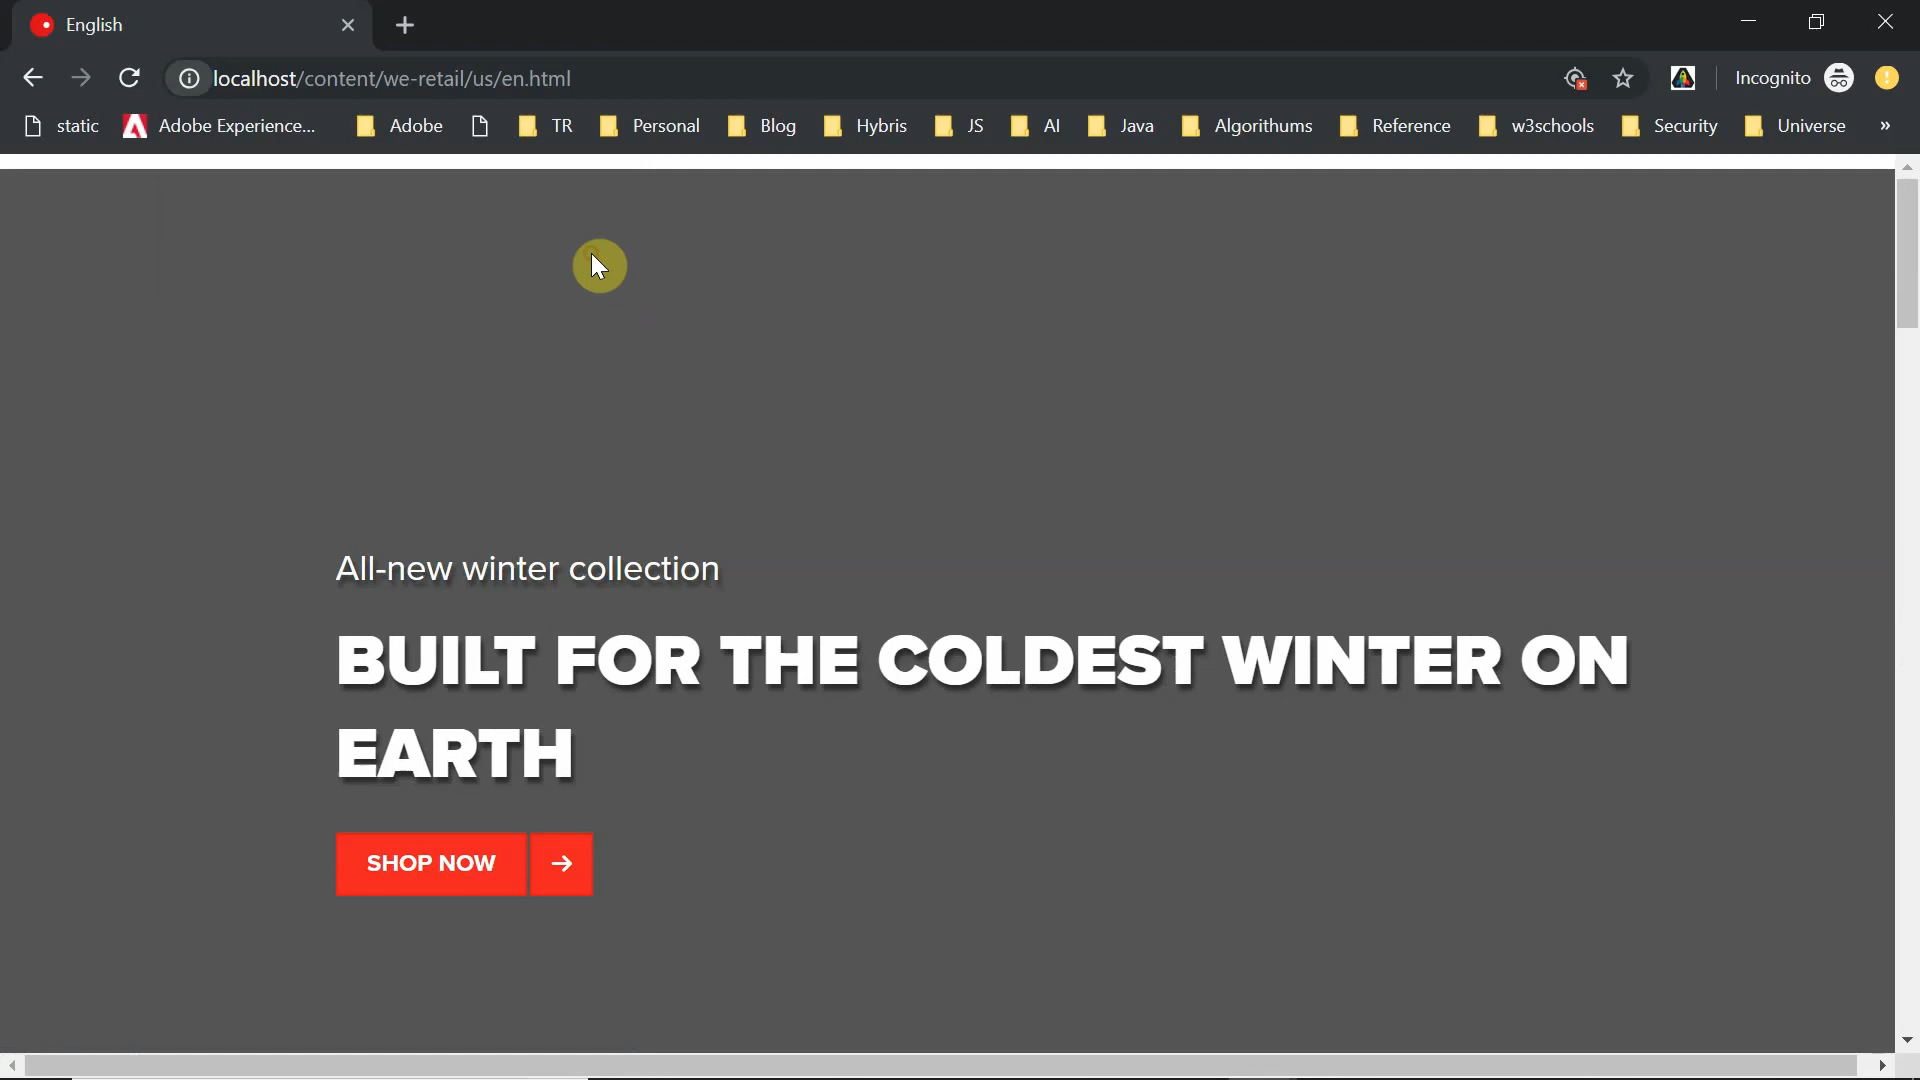 English
localhost/content/we-retail/us/en.html
Incognito
static Adobe Experience... Adobe TR Personal Blog Hybris JS AI Java Algorithums Reference w3schools Security Universe »
All-new winter collection
BUILT FOR THE COLDEST WINTER ON
EARTH
SHOP NOW